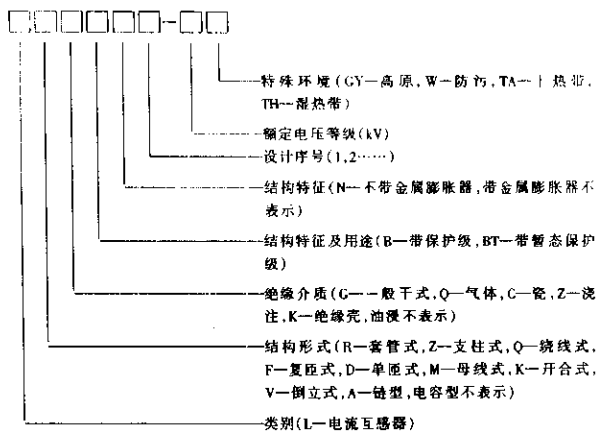 特殊环境(GY—高原,W—防污,TA—干热带,
TH—湿热带)
额定电压等级(kV)
设计序号(1,2……)
结构特征(N—不带金属膨胀器,带金属膨胀器不
表示)
结构特征及用途(B—带保护级,BT—带暂态保护
级)
绝缘介质(G—一般干式,Q—气体,C—瓷,Z—浇
注,K—绝缘壳,油浸不表示)
结构形式(R—套管式,Z—支柱式,Q—绕线式,
F—复匝式,D—单匝式,M—母线式,K—开合式,
V—倒立式,A—链型,电容型不表示)
类别(L—电流互感器)